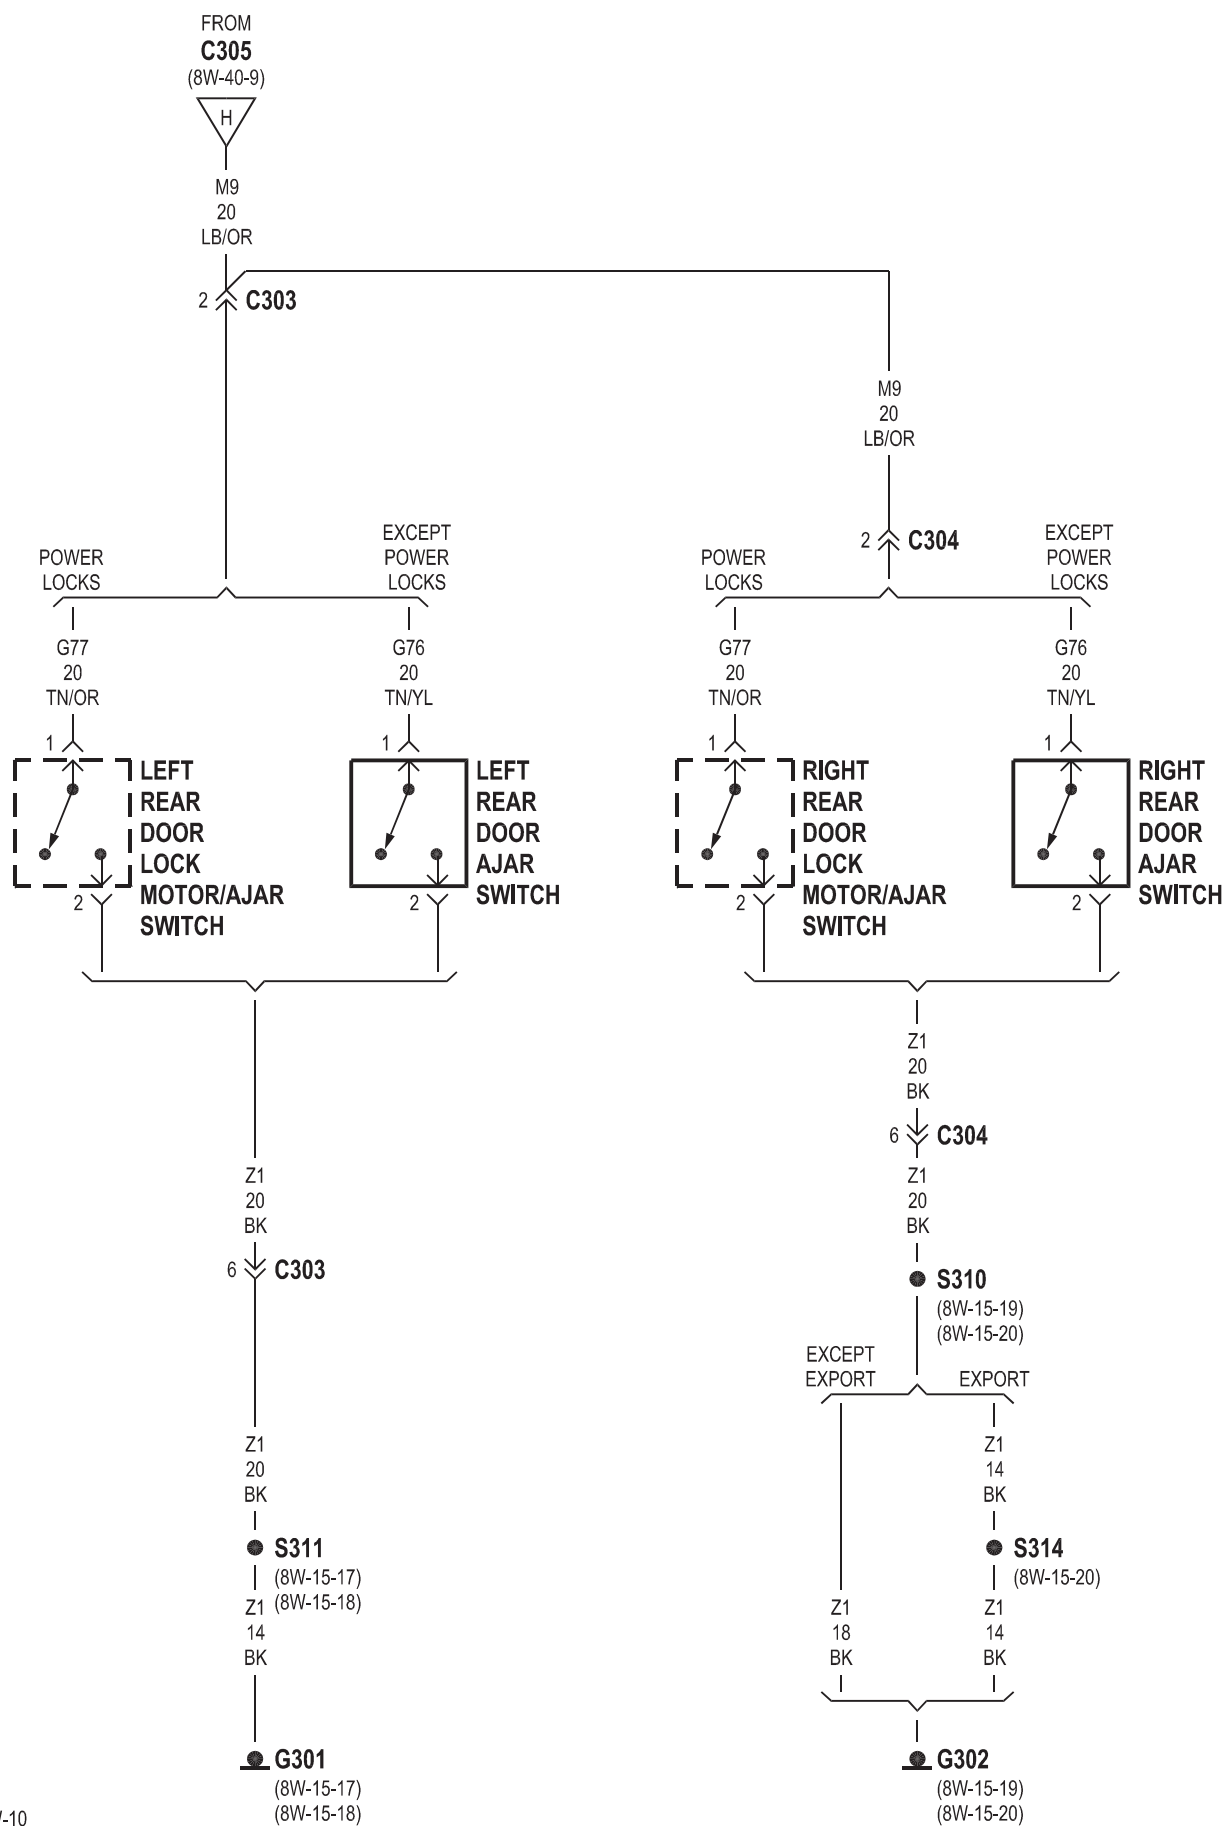 FROM
C305
(8W-40-9)
H
M9
20
LB/OR
2 C303
M9
20
LB/OR
2 C304
POWER
LOCKS
EXCEPT
POWER
LOCKS
POWER
LOCKS
EXCEPT
POWER
LOCKS
G77
20
TN/OR
G76
20
TN/YL
G77
20
TN/OR
G76
20
TN/YL
1
LEFT
REAR
DOOR
LOCK
MOTOR/AJAR
SWITCH
2
1
LEFT
REAR
DOOR
AJAR
SWITCH
2
1
RIGHT
REAR
DOOR
LOCK
MOTOR/AJAR
SWITCH
2
1
RIGHT
REAR
DOOR
AJAR
SWITCH
2
Z1
20
BK
6 C303
Z1
20
BK
S311
(8W-15-17)
(8W-15-18)
Z1
14
BK
G301
(8W-15-17)
(8W-15-18)
Z1
20
BK
6 C304
Z1
20
BK
S310
(8W-15-19)
(8W-15-20)
EXCEPT
EXPORT
EXPORT
Z1
14
BK
S314
(8W-15-20)
Z1
18
BK
Z1
14
BK
G302
(8W-15-19)
(8W-15-20)
-10